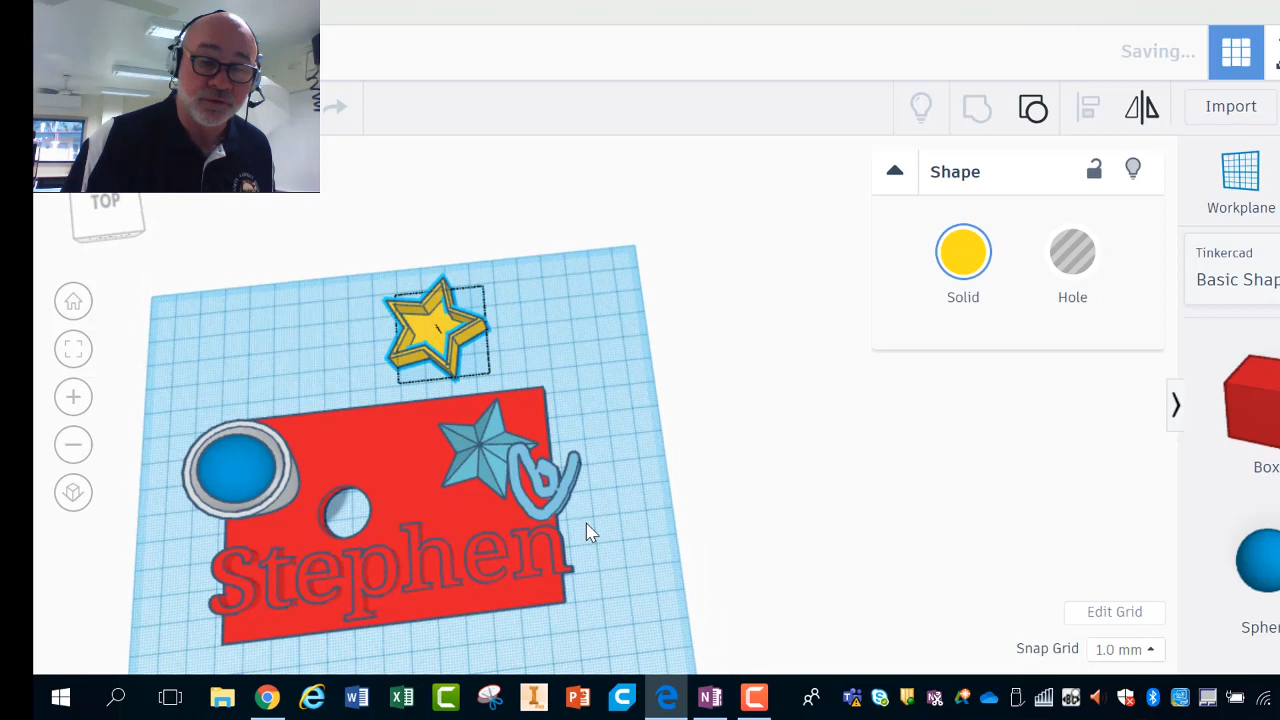 Saving...
Import
TOP
Shape
Solid
Hole
Workplane
Tinkercad
Basic Shap
Box
Spher
Stephen
Edit Grid
Snap Grid 1.0 mm